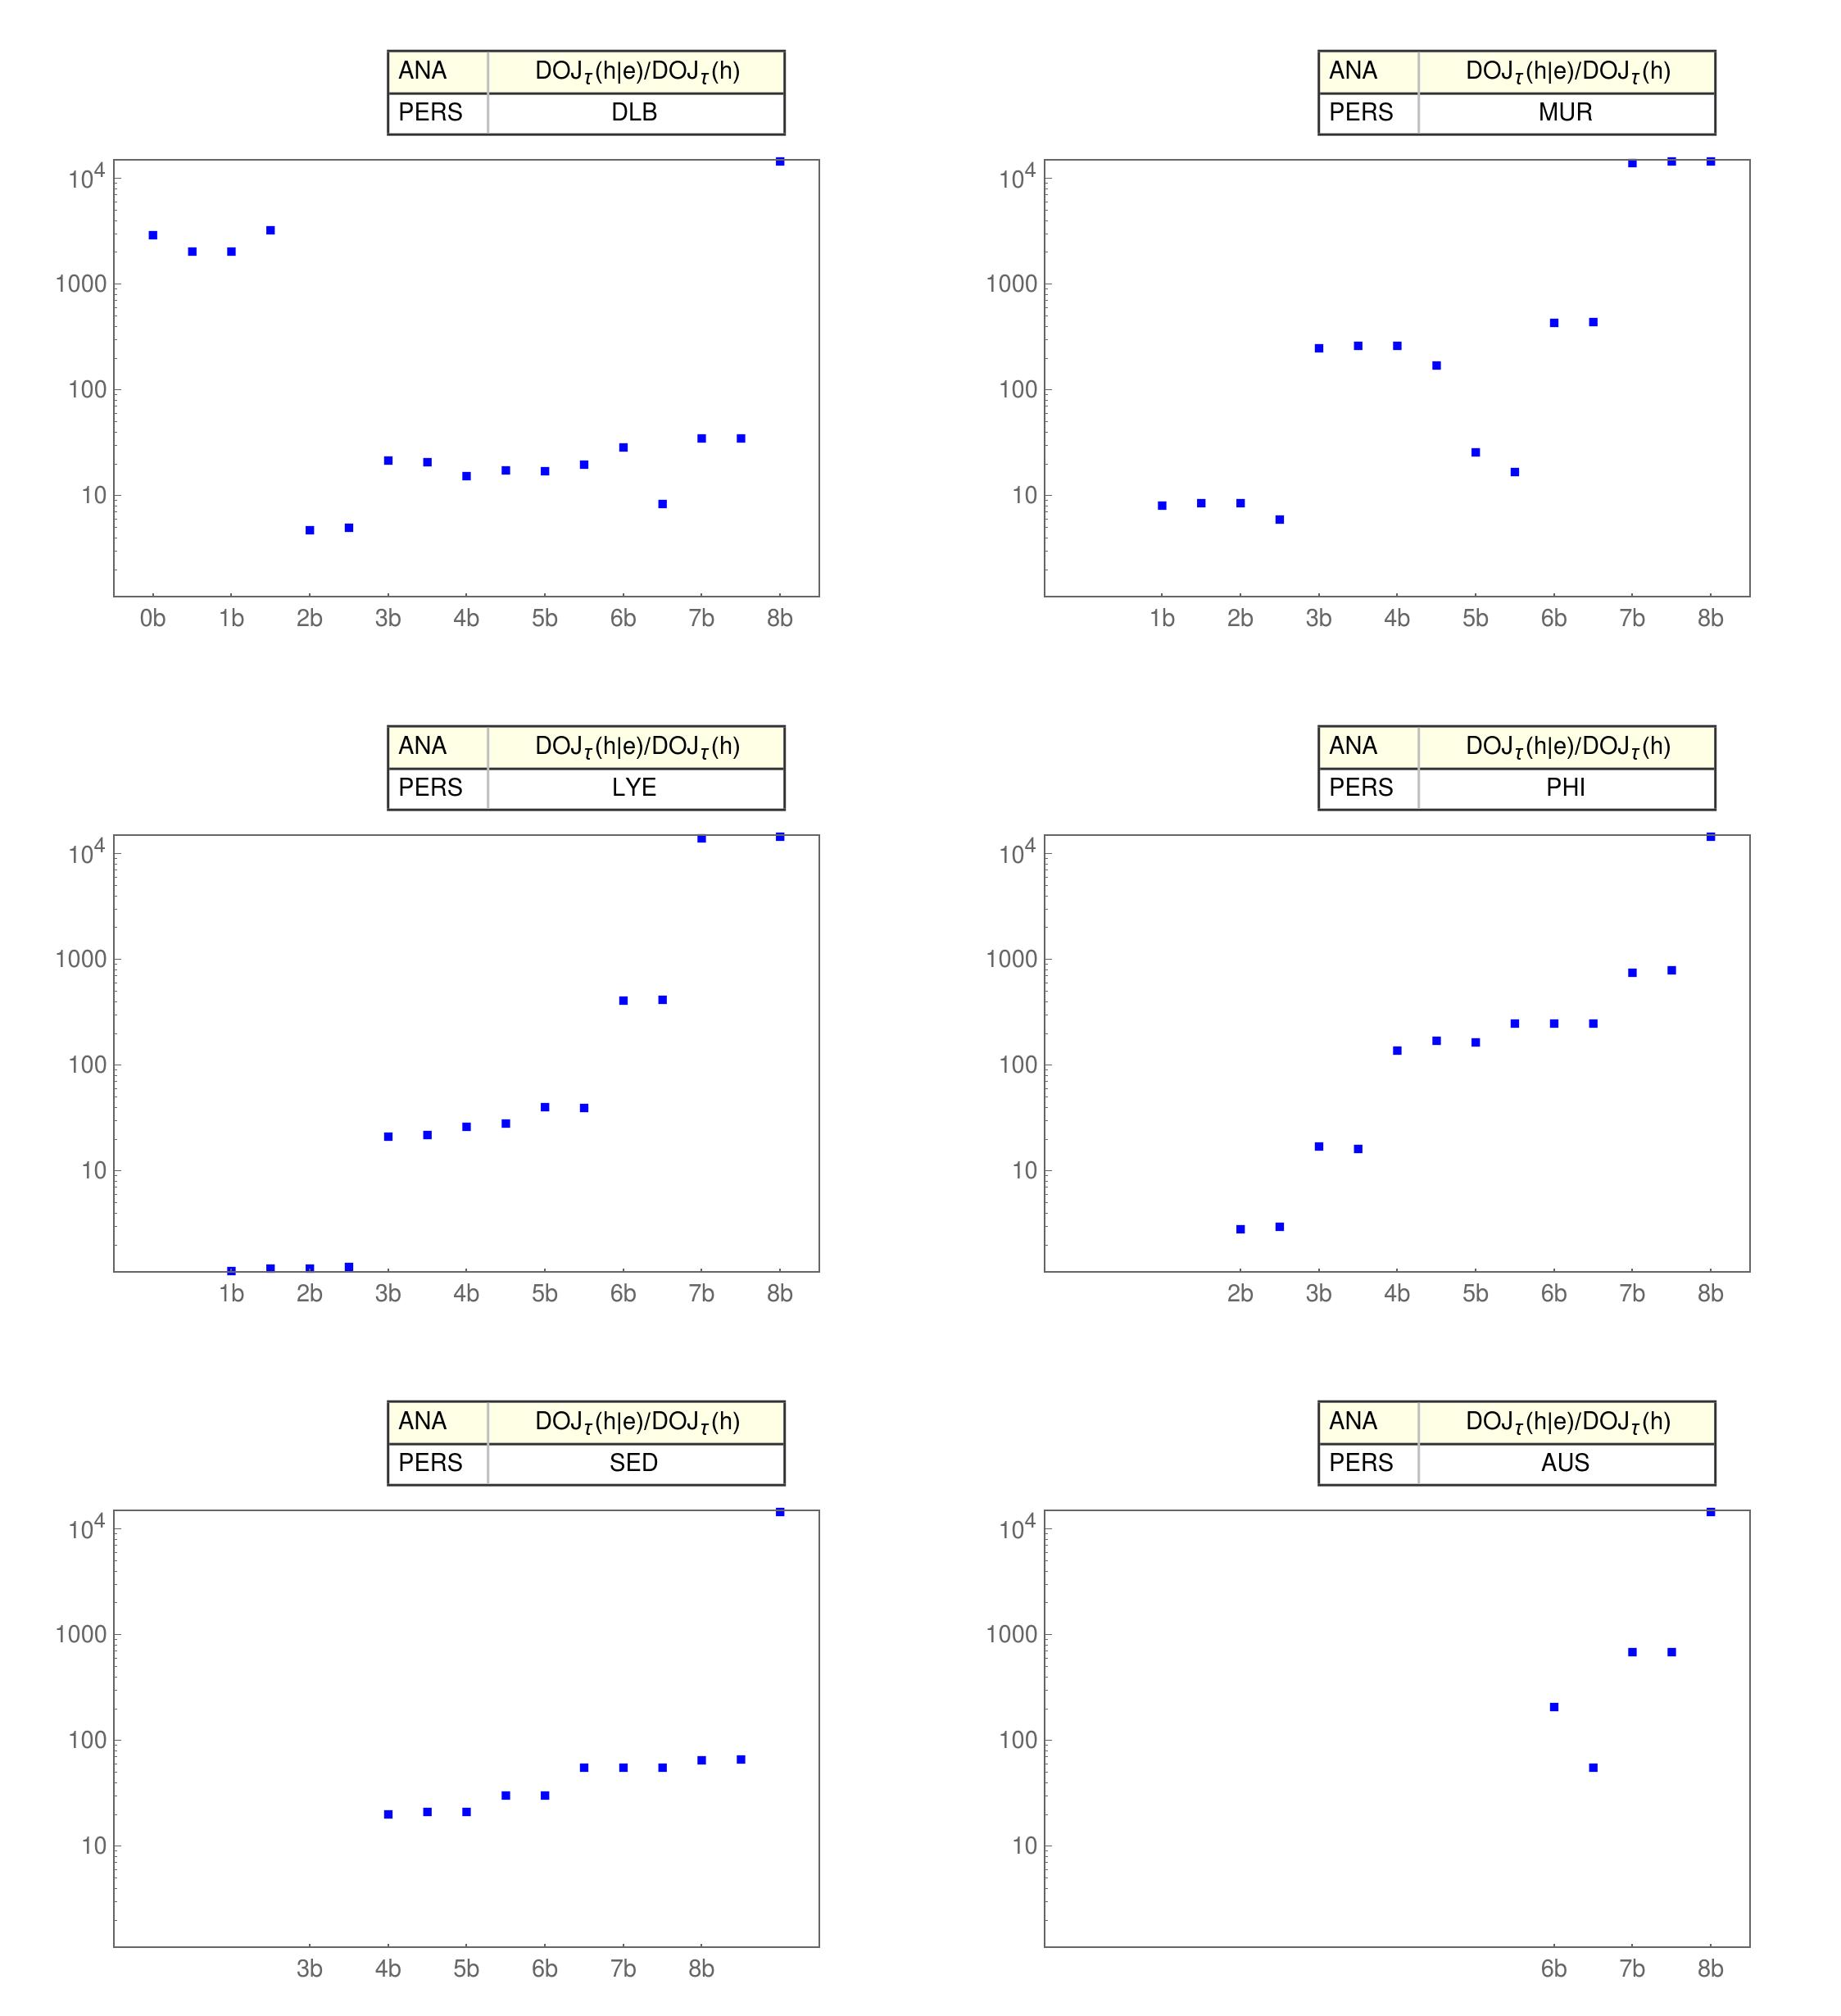 ANA DOJτ(h|e)/DOJτ(h)
PERS DLB
10^4
1000
100
10
0b 1b 2b 3b 4b 5b 6b 7b 8b
ANA DOJτ(h|e)/DOJτ(h)
PERS MUR
10^4
1000
100
10
1b 2b 3b 4b 5b 6b 7b 8b
ANA DOJτ(h|e)/DOJτ(h)
PERS LYE
10^4
1000
100
10
1b 2b 3b 4b 5b 6b 7b 8b
ANA DOJτ(h|e)/DOJτ(h)
PERS PHI
10^4
1000
100
10
2b 3b 4b 5b 6b 7b 8b
ANA DOJτ(h|e)/DOJτ(h)
PERS SED
10^4
1000
100
10
3b 4b 5b 6b 7b 8b
ANA DOJτ(h|e)/DOJτ(h)
PERS AUS
10^4
1000
100
10
6b 7b 8b